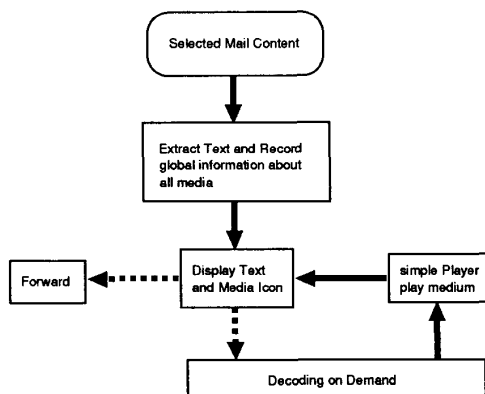 Selected Mail Content
Extract Text and Record
global information about
all media
Forward
Display Text
and Media Icon
simple Player
play medium
Decoding on Demand